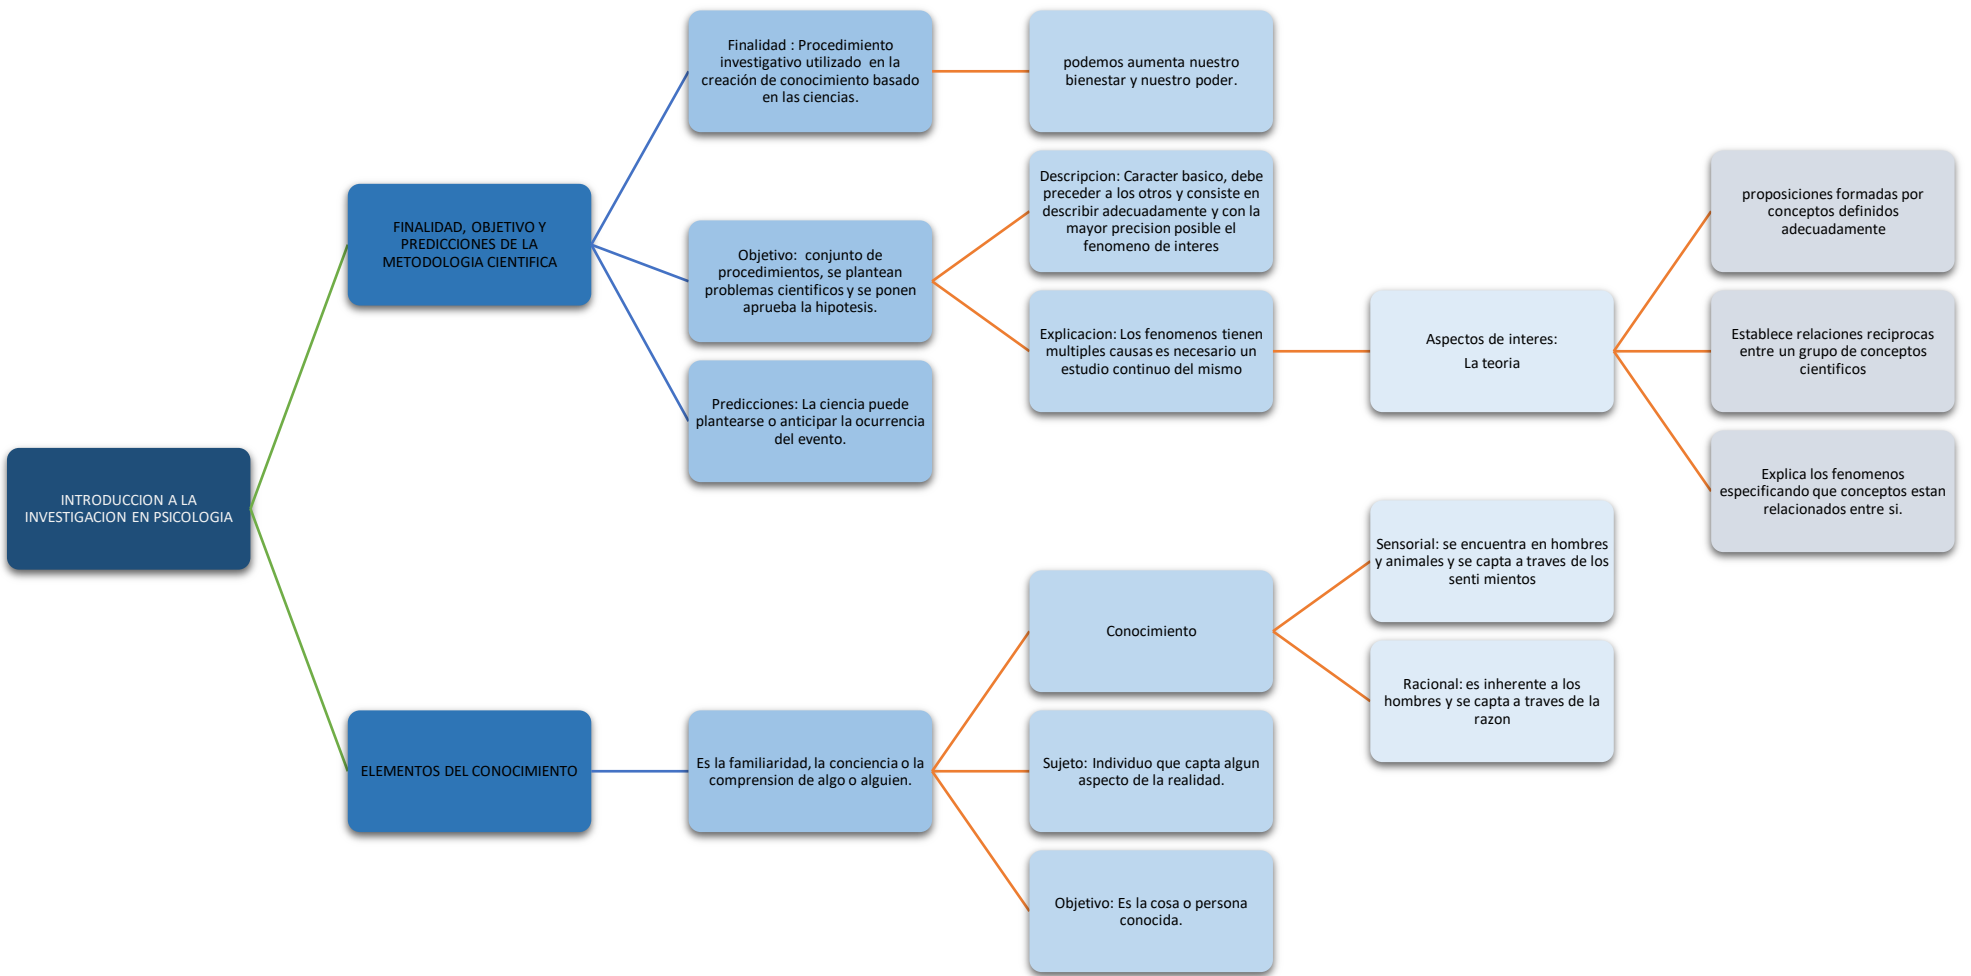 INTRODUCCION A LA
INVESTIGACION EN PSICOLOGIA
FINALIDAD, OBJETIVO Y
PREDICCIONES DE LA
METODOLOGIA CIENTIFICA
Finalidad : Procedimiento
investigativo utilizado en la
creación de conocimiento basado
en las ciencias.
podemos aumenta nuestro
bienestar y nuestro poder.
Objetivo: conjunto de
procedimientos, se plantean
problemas cientificos y se ponen
aprueba la hipotesis.
Descripcion: Caracter basico, debe
preceder a los otros y consiste en
describir adecuadamente y con la
mayor precision posible el
fenomeno de interes
Explicacion: Los fenomenos tienen
multiples causas es necesario un
estudio continuo del mismo
Aspectos de interes:
La teoria
proposiciones formadas por
conceptos definidos
adecuadamente
Establece relaciones reciprocas
entre un grupo de conceptos
cientificos
Explica los fenomenos
especificando que conceptos estan
relacionados entre si.
Predicciones: La ciencia puede
plantearse o anticipar la ocurrencia
del evento.
ELEMENTOS DEL CONOCIMIENTO
Es la familiaridad, la conciencia o la
comprension de algo o alguien.
Conocimiento
Sensorial: se encuentra en hombres
y animales y se capta a traves de los
senti mientos
Racional: es inherente a los
hombres y se capta a traves de la
razon
Sujeto: Individuo que capta algun
aspecto de la realidad.
Objetivo: Es la cosa o persona
conocida.